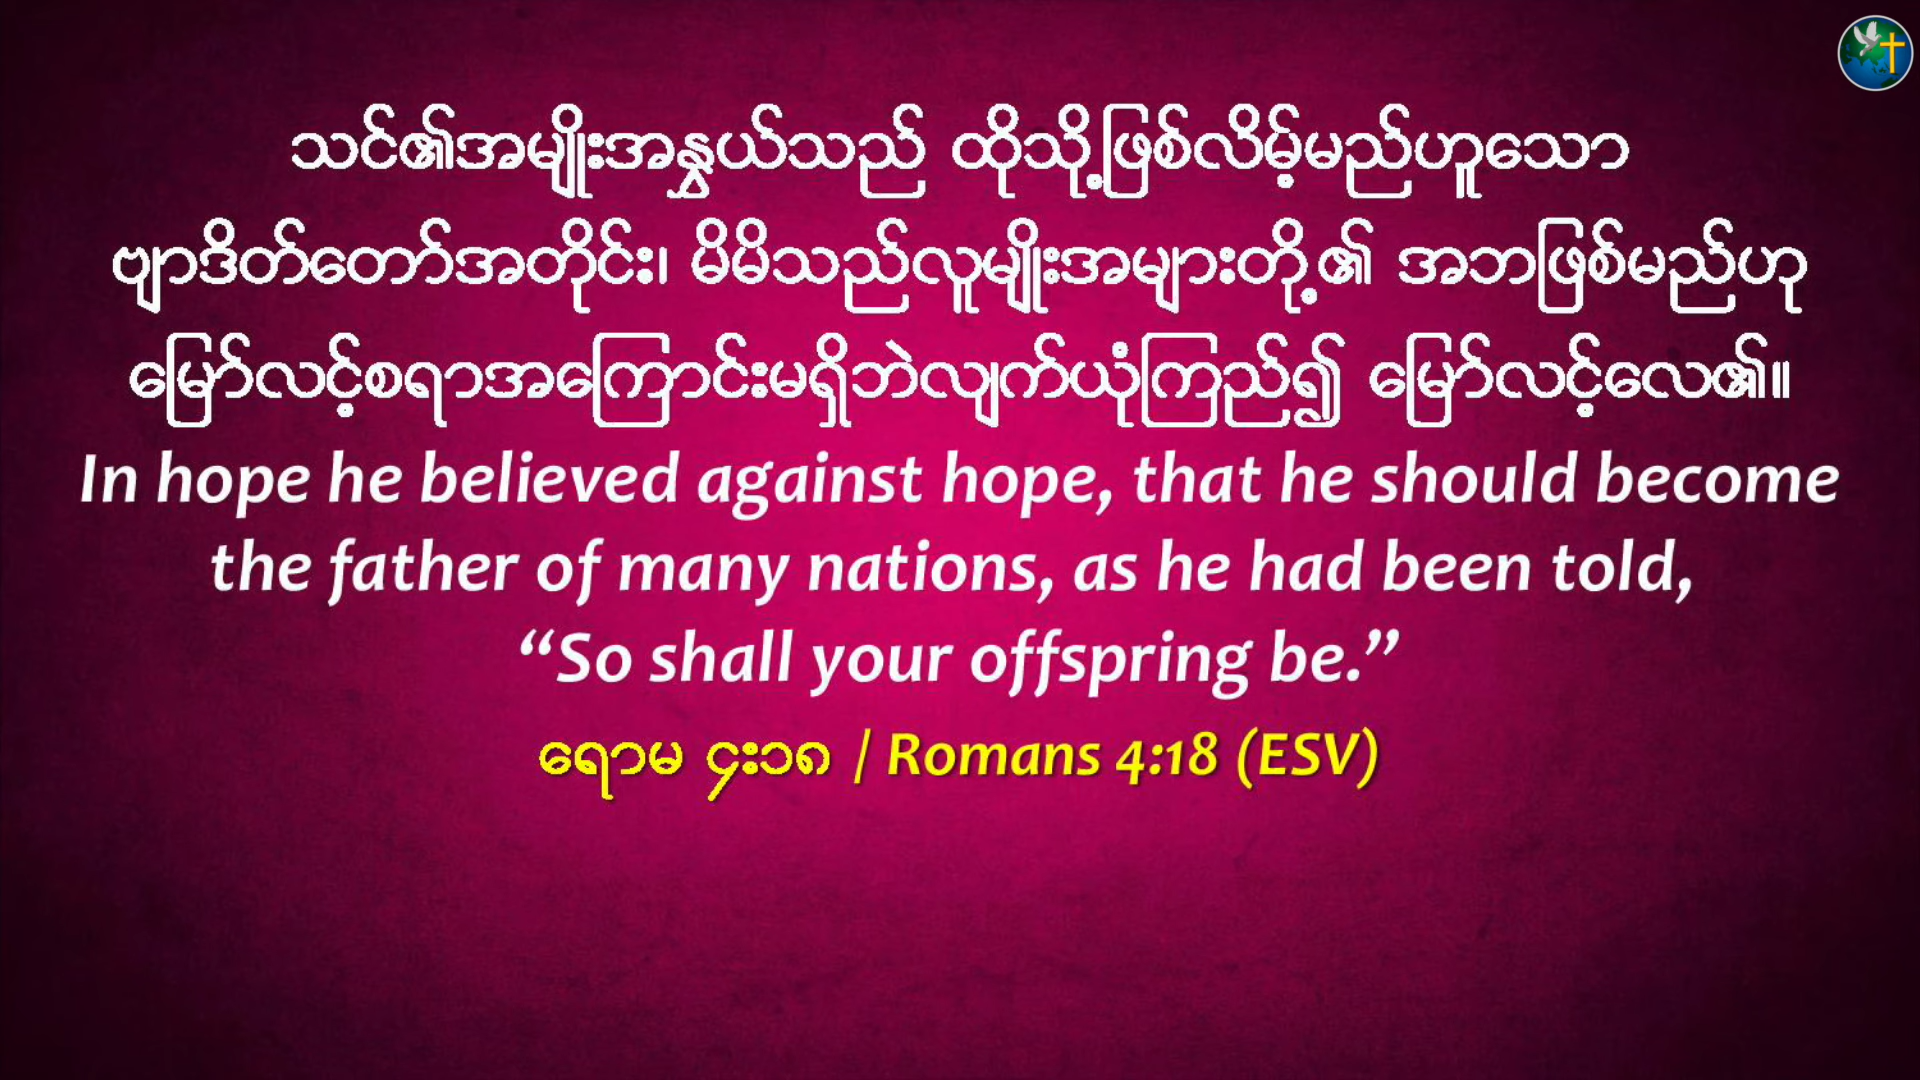 သင်၏အမျိုးအနွှယ်သည် ထိုသို့ဖြစ်လိမ့်မည်ဟူသော
ဗျာဒိတ်တော်အတိုင်း၊ မိမိသည်လူမျိုးအများတို့၏ အဘဖြစ်မည်ဟု
မြော်လင့်စရာအကြောင်းမရှိဘဲလျက်ယုံကြည်၍ မြော်လင့်လေ၏။
In hope he believed against hope, that he should become
the father of many nations, as he had been told,
“So shall your offspring be.”
ရောမ ၄း၁၈ / Romans 4:18 (ESV)